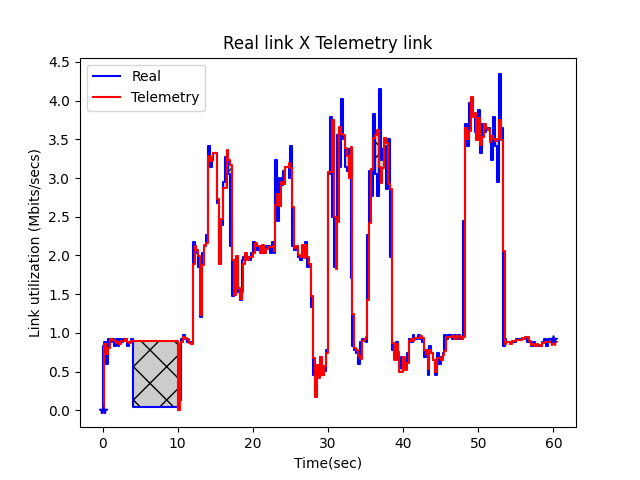 Real link X Telemetry link
Real
Telemetry
Link utilization (Mbits/secs)
4.5
4.0
3.5
3.0
2.5
2.0
1.5
1.0
0.5
0.0
0 10 20 30 40 50 60
Time(sec)